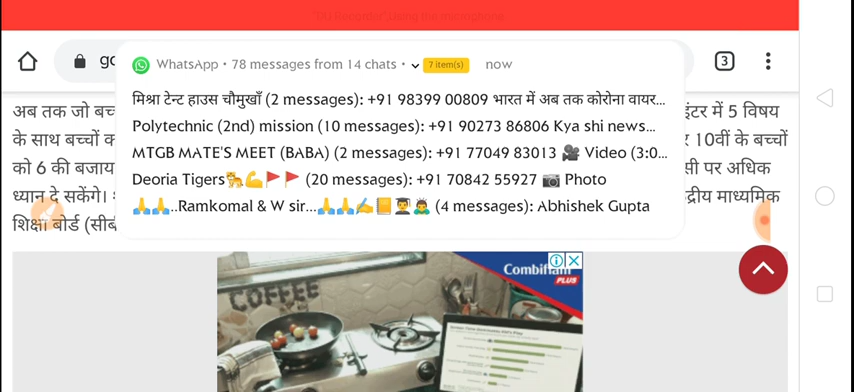 3
gc
WhatsApp • 78 messages from 14 chats • 7 item(s) now
मिश्रा टेन्ट हाउस चौमुखाँ (2 messages): +91 98399 00809 भारत में अब तक कोरोना वायर...
Polytechnic (2nd) mission (10 messages): +91 90273 86806 Kya shi news...
MTGB MATE'S MEET (BABA) (2 messages): +91 77049 83013 🎥 Video (3:0...
Deoria Tigers🐅💪🚩🚩 (20 messages): +91 70842 55927 📷 Photo
🙏🙏..Ramkomal & W sir...🙏🙏✍📒👨‍🎓🙇 (4 messages): Abhishek Gupta
अब तक जो बच
इंटर में 5 विषय
के साथ बच्चों क
र 10वीं के बच्चों
को 6 की बजाय
सी पर अधिक
ध्यान दे सकेंगे।
द्रीय माध्यमिक
शिक्षा बोर्ड (सीब
Combiflam
PLUS
COFFEE